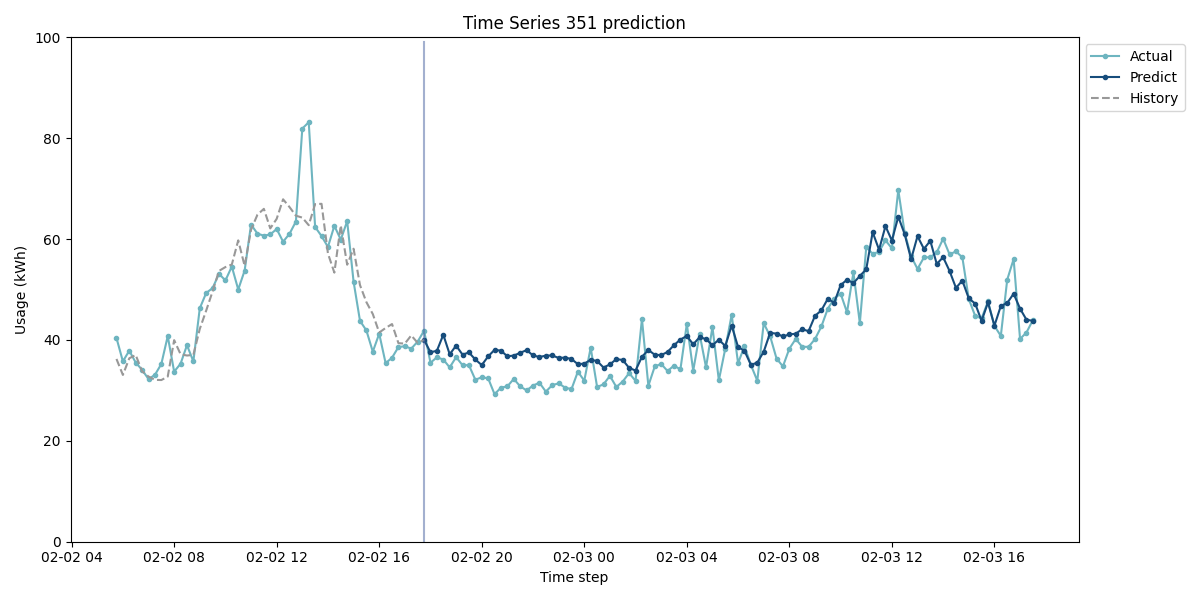 Time Series 351 prediction
100
80
60
40
20
0
Usage (kWh)
02-02 04 02-02 08 02-02 12 02-02 16 02-02 20 02-03 00 02-03 04 02-03 08 02-03 12 02-03 16
Time step
Actual
Predict
History